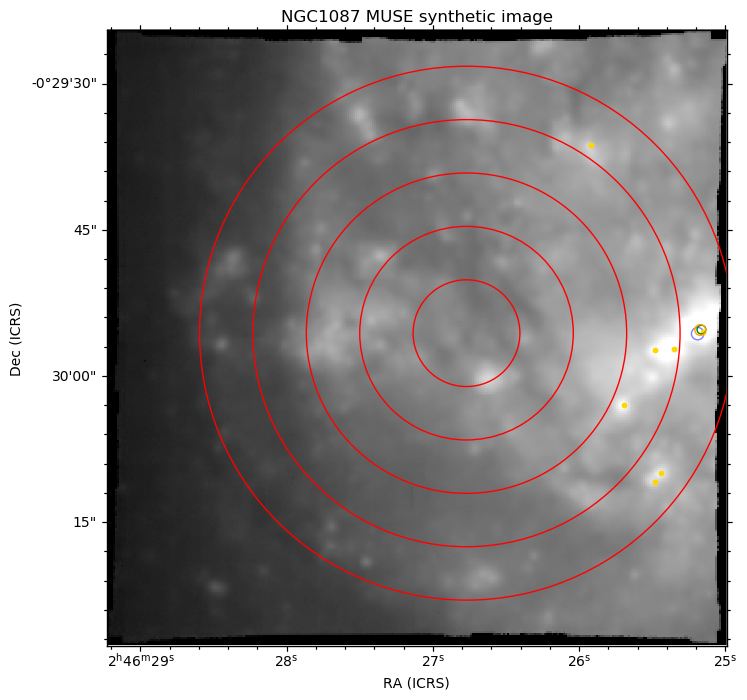 NGC1087 MUSE synthetic image
-0°29'30"
45"
30'00"
15"
Dec (ICRS)
2ʰ46ᵐ29ˢ 28ˢ 27ˢ 26ˢ 25ˢ
RA (ICRS)